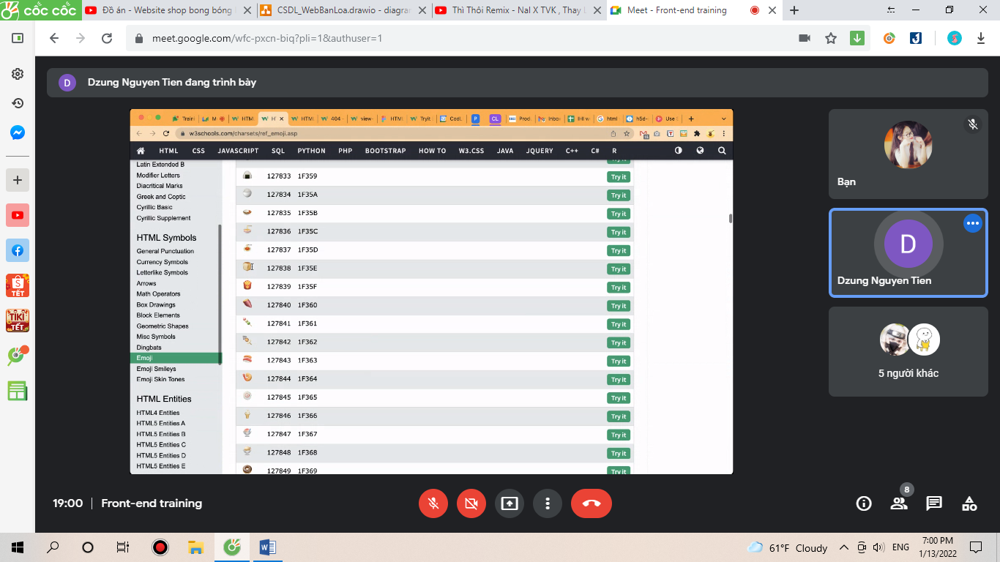 cốc cốc
Đồ án - Website shop bong bóng
CSDL_WebBanLoa.drawio - diagra
Thì Thôi Remix - Nal X TVK , Thay
Meet - Front-end training
meet.google.com/wfc-pxcn-biq?pli=1&authuser=1
D
Dzung Nguyen Tien đang trình bày
Traini
HTML
HTML
404 -
view-
HTML
Tryit
Codi
P
CL
Prod.
Inbox
html
h5d-
Use
w3schools.com/charsets/ref_emoji.asp
HTML CSS JAVASCRIPT SQL PYTHON PHP BOOTSTRAP HOW TO W3.CSS JAVA JQUERY C++ C# R
Latin Extended B
Modifier Letters
Diacritical Marks
Greek and Coptic
Cyrillic Basic
Cyrillic Supplement
HTML Symbols
General Punctuation
Currency Symbols
Letterlike Symbols
Arrows
Math Operators
Box Drawings
Block Elements
Geometric Shapes
Misc Symbols
Dingbats
Emoji
Emoji Smileys
Emoji Skin Tones
HTML Entities
HTML4 Entities
HTML5 Entities A
HTML5 Entities B
HTML5 Entities C
HTML5 Entities D
HTML5 Entities E
Try it
127833 1F359 Try it
127834 1F35A Try it
127835 1F35B Try it
127836 1F35C Try it
127837 1F35D Try it
127838 1F35E Try it
127839 1F35F Try it
127840 1F360 Try it
127841 1F361 Try it
127842 1F362 Try it
127843 1F363 Try it
127844 1F364 Try it
127845 1F365 Try it
127846 1F366 Try it
127847 1F367 Try it
127848 1F368 Try it
127849 1F369 Try it
Bạn
D
Dzung Nguyen Tien
5 người khác
S
TẾT
TIKI
TẾT
19:00 | Front-end training
8
61°F Cloudy
ENG
7:00 PM
1/13/2022